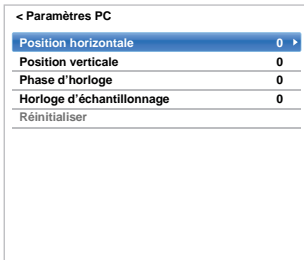 < Paramètres PC
Position horizontale 0
Position verticale 0
Phase d'horloge 0
Horloge d'échantillonnage 0
Réinitialiser